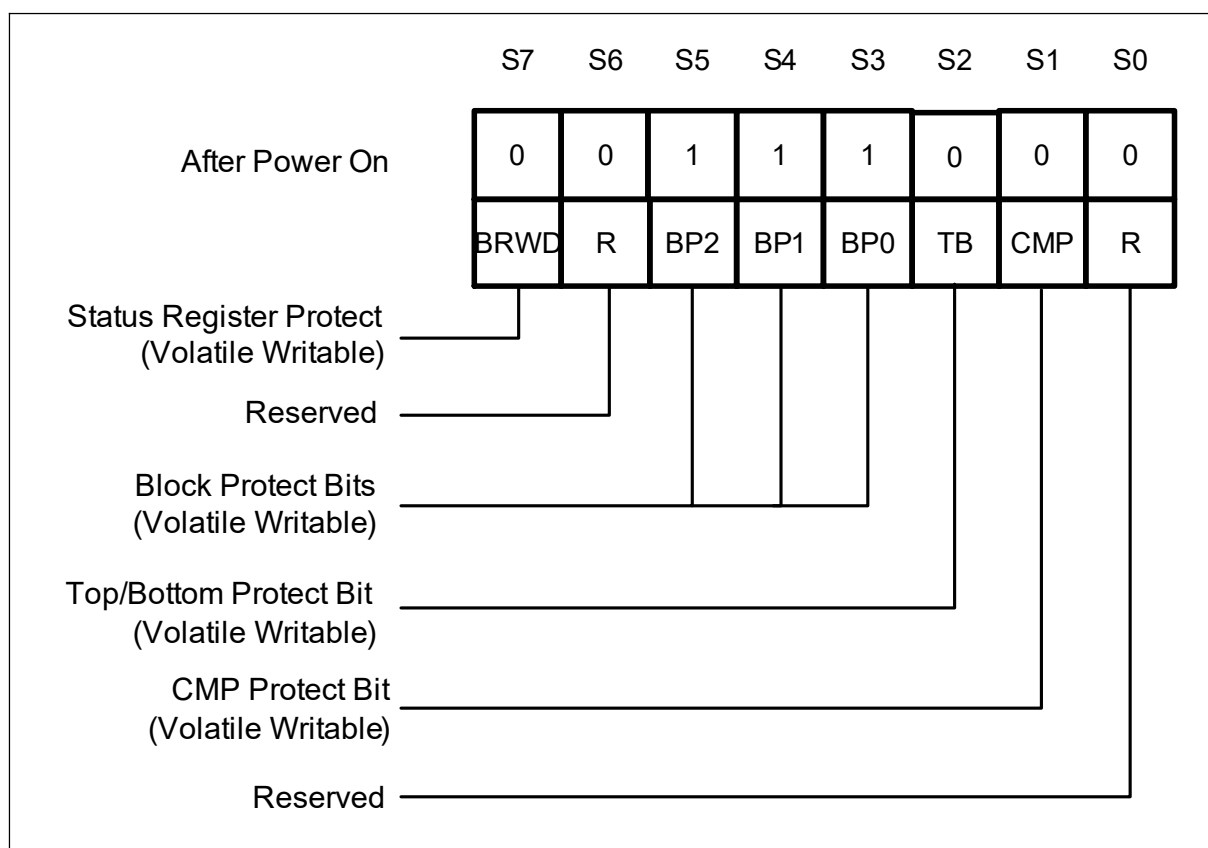 S7 S6 S5 S4 S3 S2 S1 S0
After Power On 0 0 1 1 1 0 0 0
BRWD R BP2 BP1 BP0 TB CMP R
Status Register Protect
(Volatile Writable)
Reserved
Block Protect Bits
(Volatile Writable)
Top/Bottom Protect Bit
(Volatile Writable)
CMP Protect Bit
(Volatile Writable)
Reserved